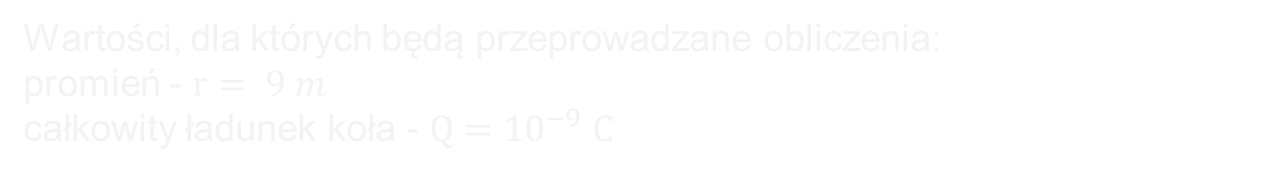 Wartości, dla których będą przeprowadzane obliczenia:
promień - r = 9 m
całkowity ładunek koła - Q = 10⁻⁹ C